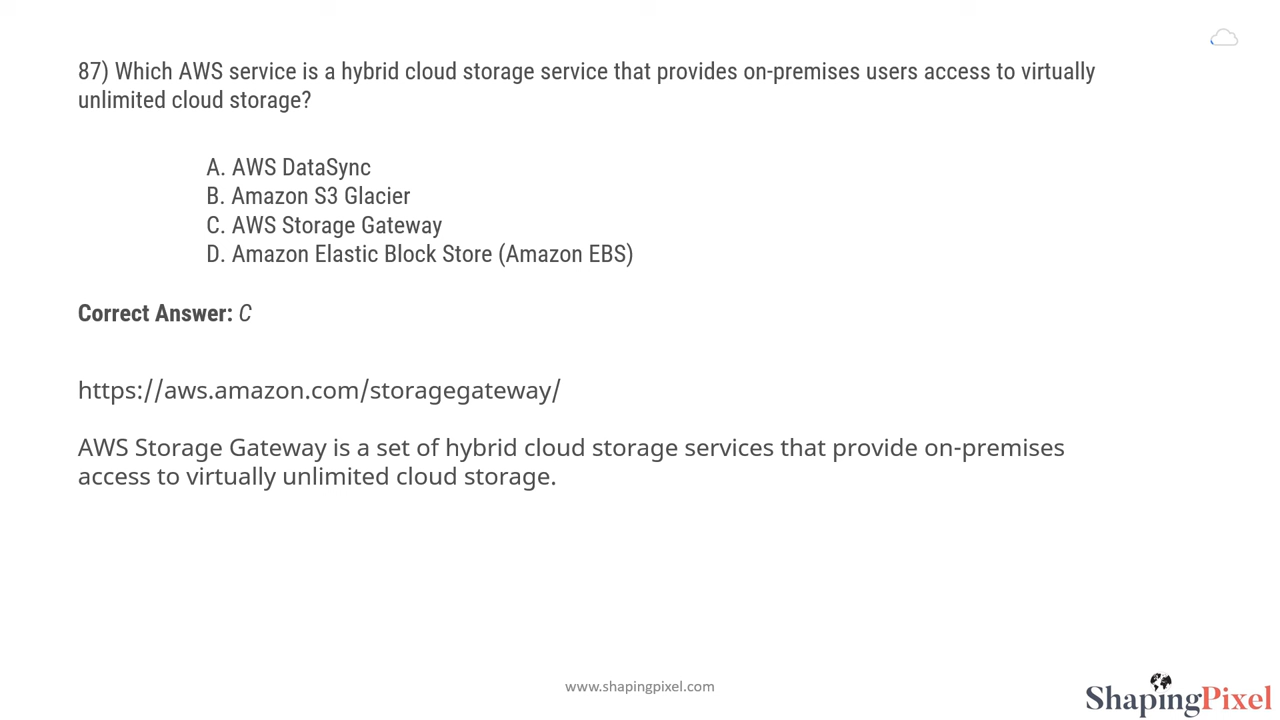 87) Which AWS service is a hybrid cloud storage service that provides on-premises users access to virtually
unlimited cloud storage?
A. AWS DataSync
B. Amazon S3 Glacier
C. AWS Storage Gateway
D. Amazon Elastic Block Store (Amazon EBS)
Correct Answer: C
https://aws.amazon.com/storagegateway/
AWS Storage Gateway is a set of hybrid cloud storage services that provide on-premises
access to virtually unlimited cloud storage.
www.shapingpixel.com
ShapingPixel